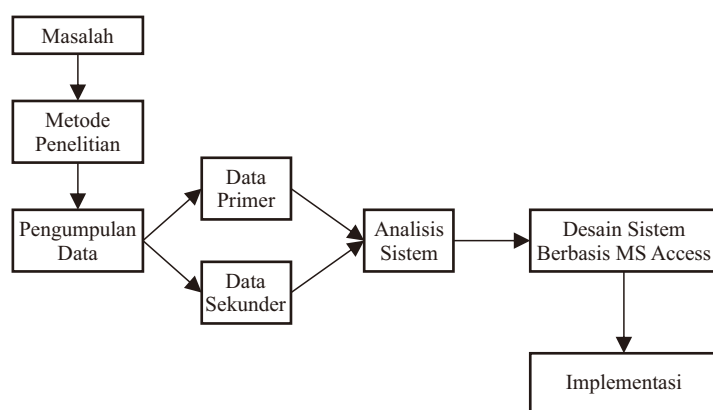 Masalah
Metode
Penelitian
Pengumpulan
Data
Data
Primer
Data
Sekunder
Analisis
Sistem
Desain Sistem
Berbasis MS Access
Implementasi